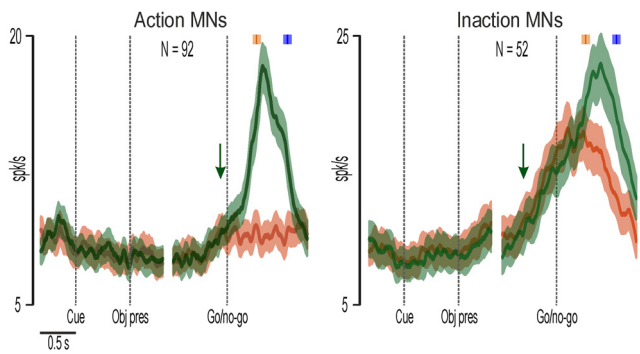 Action MNs
N = 92
20
spk/s
5
Cue
Obj pres
Go/no-go
0.5 s
Inaction MNs
N = 52
25
spk/s
5
Cue
Obj pres
Go/no-go